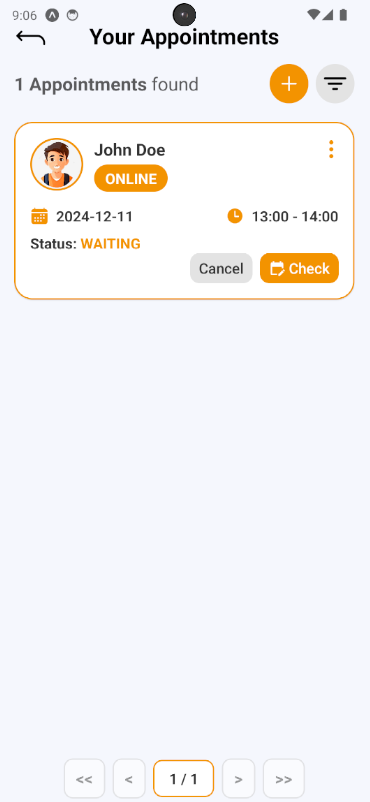 9:06
Your Appointments
1 Appointments found
John Doe
ONLINE
2024-12-11
13:00 - 14:00
Status: WAITING
Cancel
Check
<<
<
1 / 1
>
>>